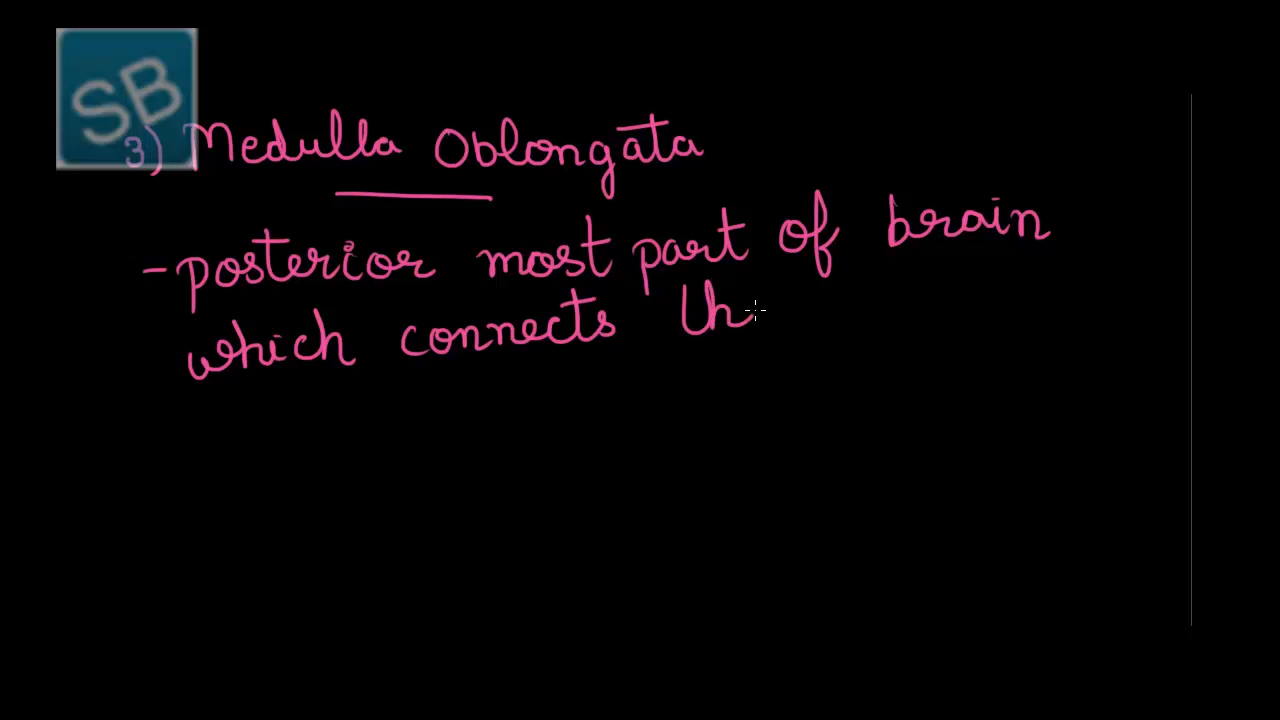 SB
3) Medulla Oblongata
- posterior most part of brain
which connects th